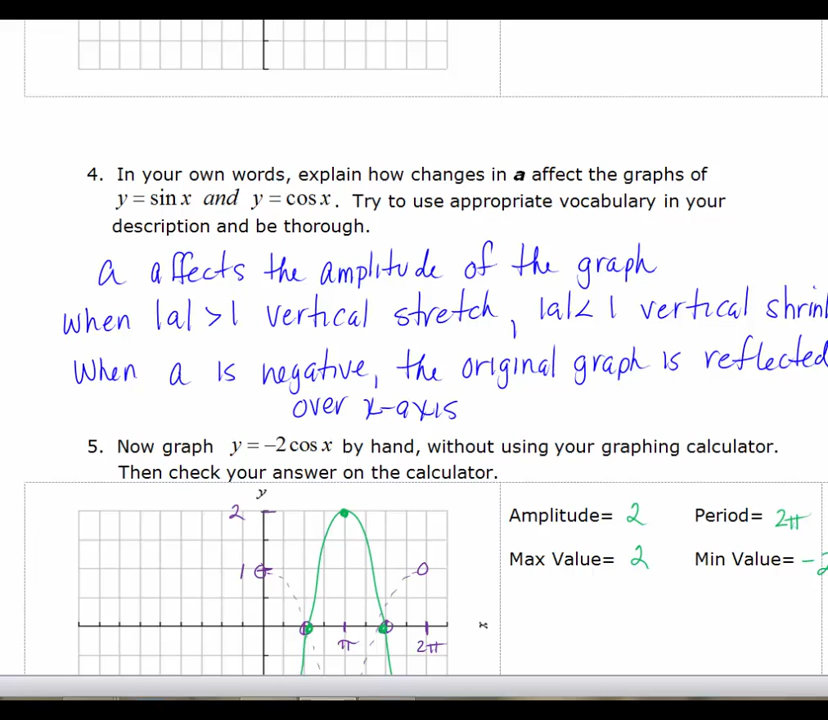 4. In your own words, explain how changes in a affect the graphs of
y = sin x and y = cos x. Try to use appropriate vocabulary in your
description and be thorough.
a affects the amplitude of the graph
When |a| > 1 vertical stretch, |a| < 1 vertical shrin
When a is negative, the original graph is reflected
over x-axis
5. Now graph y = −2 cos x by hand, without using your graphing calculator.
Then check your answer on the calculator.
y
2
Amplitude= 2 Period= 2π
Max Value= 2 Min Value= -2
1
x
π 2π